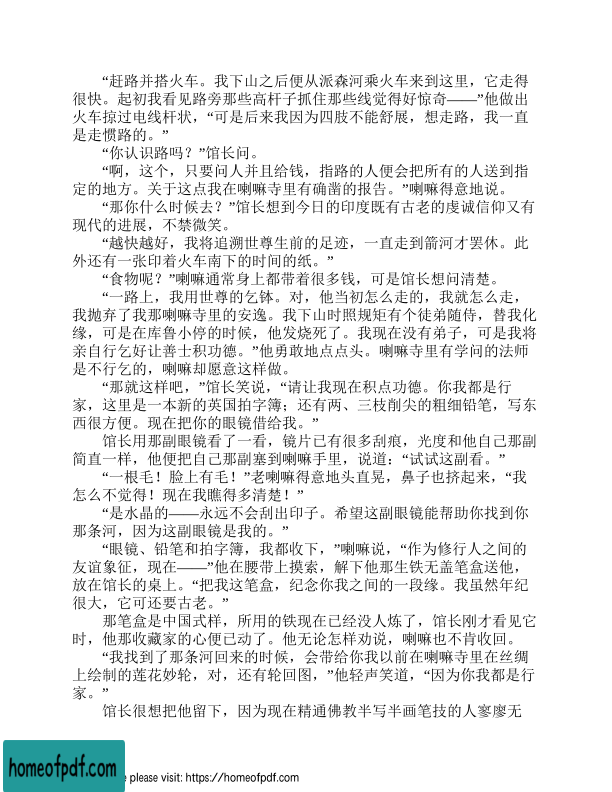 “赶路并搭火车。我下山之后便从派森河乘火车来到这里，它走得
很快。起初我看见路旁那些高杆子抓住那些线觉得好惊奇——”他做出
火车掠过电线杆状，“可是后来我因为四肢不能舒展，想走路，我一直
是走惯路的。”
“你认识路吗？”馆长问。
“啊，这个，只要问人并且给钱，指路的人便会把所有的人送到指
定的地方。关于这点我在喇嘛寺里有确凿的报告。”喇嘛得意地说。
“那你什么时候去？”馆长想到今日的印度既有古老的虔诚信仰又有
现代的进展，不禁微笑。
“越快越好，我将追溯世尊生前的足迹，一直走到箭河才罢休。此
外还有一张印着火车南下的时间的纸。”
“食物呢？”喇嘛通常身上都带着很多钱，可是馆长想问清楚。
“一路上，我用世尊的乞钵。对，他当初怎么走的，我就怎么走，
我抛弃了我那喇嘛寺里的安逸。我下山时照规矩有个徒弟随侍，替我化
缘，可是在库鲁小停的时候，他发烧死了。我现在没有弟子，可是我将
亲自行乞好让善士积功德。”他勇敢地点点头。喇嘛寺里有学问的法师
是不行乞的，喇嘛却愿意这样做。
“那就这样吧，”馆长笑说，“请让我现在积点功德。你我都是行
家，这里是一本新的英国拍字簿；还有两、三枝削尖的粗细铅笔，写东
西很方便。现在把你的眼镜借给我。”
馆长用那副眼镜看了一看，镜片已有很多刮痕，光度和他自己那副
简直一样，他便把自己那副塞到喇嘛手里，说道：“试试这副看。”
“一根毛！脸上有毛！”老喇嘛得意地头直晃，鼻子也挤起来，“我
怎么不觉得！现在我瞧得多清楚！”
“是水晶的——永远不会刮出印子。希望这副眼镜能帮助你找到你
那条河，因为这副眼镜是我的。”
“眼镜、铅笔和拍字簿，我都收下，”喇嘛说，“作为修行人之间的
友谊象征，现在——”他在腰带上摸索，解下他那生铁无盖笔盒送他，
放在馆长的桌上。“把我这笔盒，纪念你我之间的一段缘。我虽然年纪
很大，它可还要古老。”
那笔盒是中国式样，所用的铁现在已经没人炼了，馆长刚才看见它
时，他那收藏家的心便已动了。他无论怎样劝说，喇嘛也不肯收回。
“我找到了那条河回来的时候，会带给你我以前在喇嘛寺里在丝绸
上绘制的莲花妙轮，对，还有轮回图，”他轻声笑道，“因为你我都是行
家。”
馆长很想把他留下，因为现在精通佛教半写半画笔技的人寥寥无
homeofpdf.com
e please visit: https://homeofpdf.com